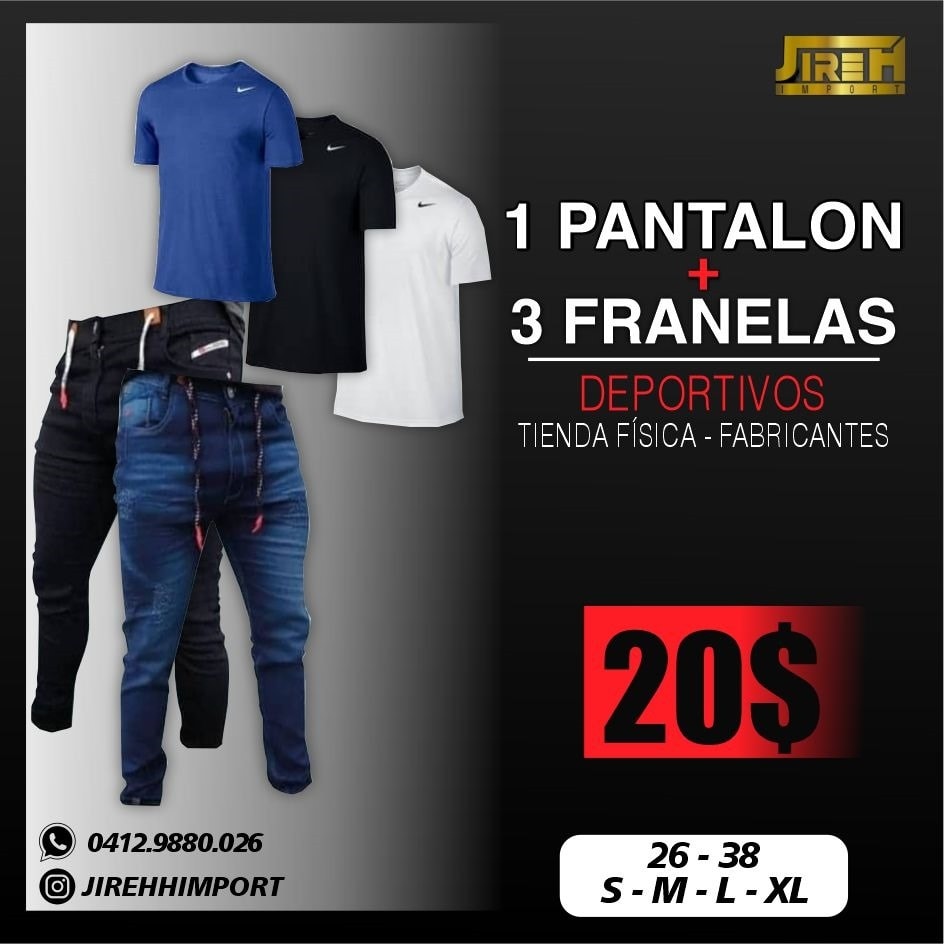 JIREH
IMPORT
1 PANTALON
+
3 FRANELAS
DEPORTIVOS
TIENDA FÍSICA - FABRICANTES
20$
0412.9880.026
JIREHHIMPORT
26 - 38
S - M - L - XL